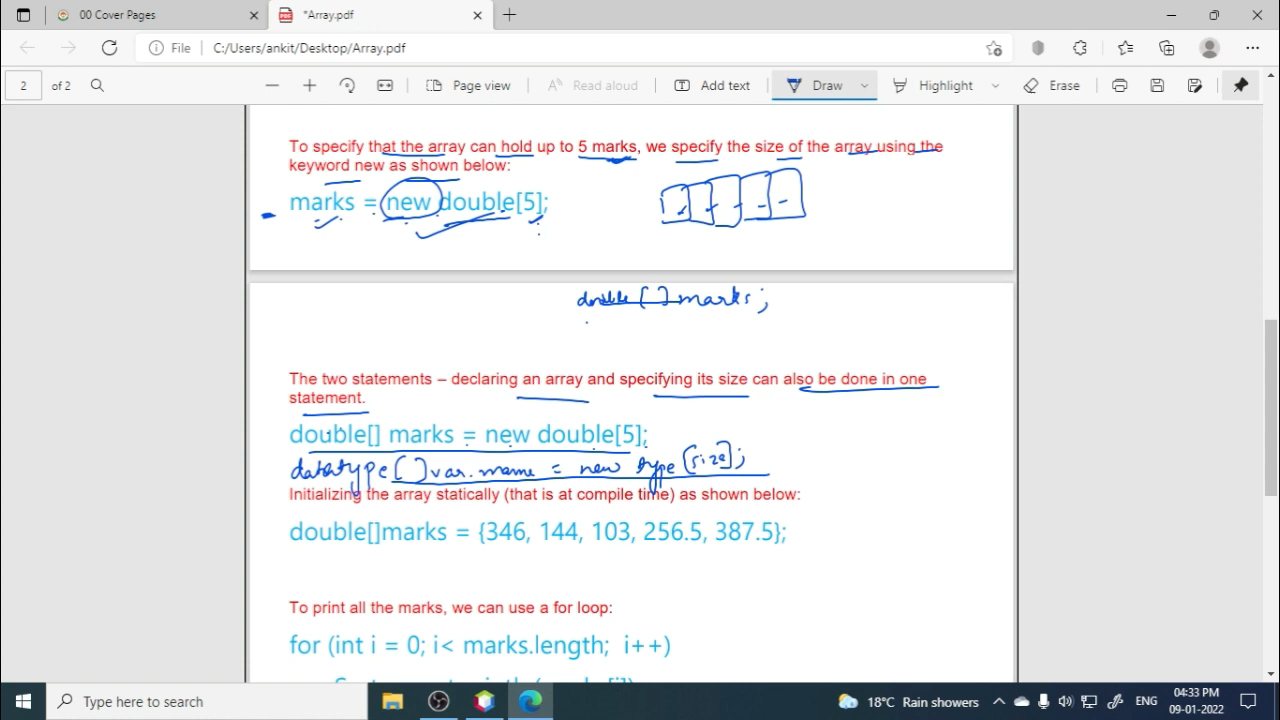 00 Cover Pages
*Array.pdf
File C:/Users/ankit/Desktop/Array.pdf
2 of 2 Page view Read aloud Add text Draw Highlight Erase
To specify that the array can hold up to 5 marks, we specify the size of the array using the
keyword new as shown below:
marks = new double[5];
double [ ] marks;
The two statements – declaring an array and specifying its size can also be done in one
statement.
double[] marks = new double[5];
datatype [ ] var. name = new type [size];
Initializing the array statically (that is at compile time) as shown below:
double[]marks = {346, 144, 103, 256.5, 387.5};
To print all the marks, we can use a for loop:
for (int i = 0; i< marks.length; i++)
Type here to search
18°C Rain showers
ENG
04:33 PM
09-01-2022